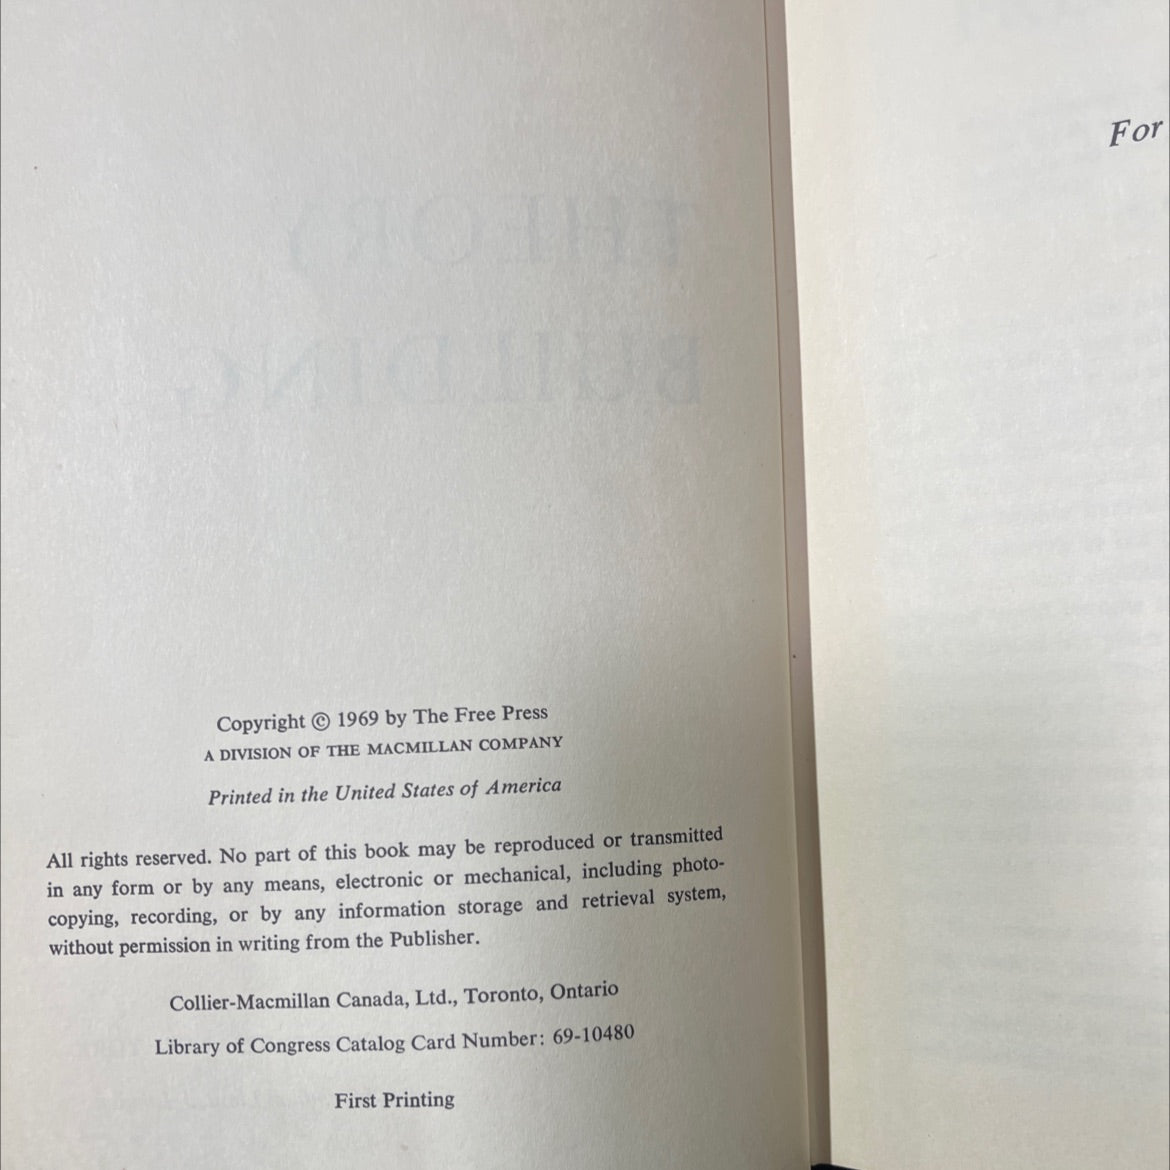 THEORY
BUILDING
Copyright © 1969 by The Free Press
A DIVISION OF THE MACMILLAN COMPANY
Printed in the United States of America
All rights reserved. No part of this book may be reproduced or transmitted
in any form or by any means, electronic or mechanical, including photo-
copying, recording, or by any information storage and retrieval system,
without permission in writing from the Publisher.
Collier-Macmillan Canada, Ltd., Toronto, Ontario
Library of Congress Catalog Card Number: 69-10480
First Printing
For